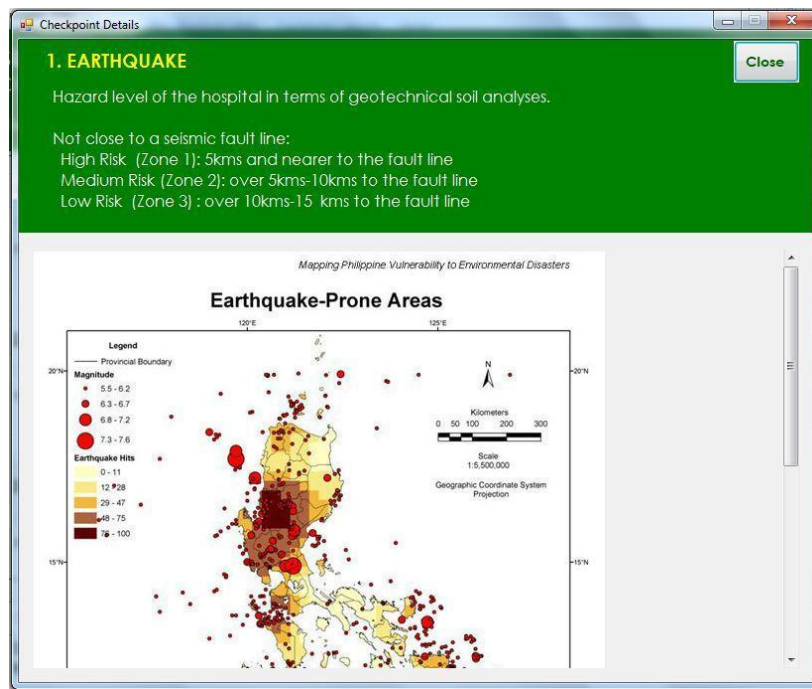 Checkpoint Details
1. EARTHQUAKE
Close
Hazard level of the hospital in terms of geotechnical soil analyses.
Not close to a seismic fault line:
High Risk (Zone 1): 5kms and nearer to the fault line
Medium Risk (Zone 2): over 5kms-10kms to the fault line
Low Risk (Zone 3) : over 10kms-15 kms to the fault line
Mapping Philippine Vulnerability to Environmental Disasters
Earthquake-Prone Areas
120°E
125°E
Legend
Provincial Boundary
Magnitude
5.5 - 6.2
6.3 - 6.7
6.8 - 7.2
7.3 - 7.6
Earthquake Hits
0 - 11
12 - 28
29 - 47
48 - 75
76 - 100
20°N
20°N
N
Kilometers
0 50 100 200 300
Scale
1:5,500,000
Geographic Coordinate System
Projection
15°N
15°N